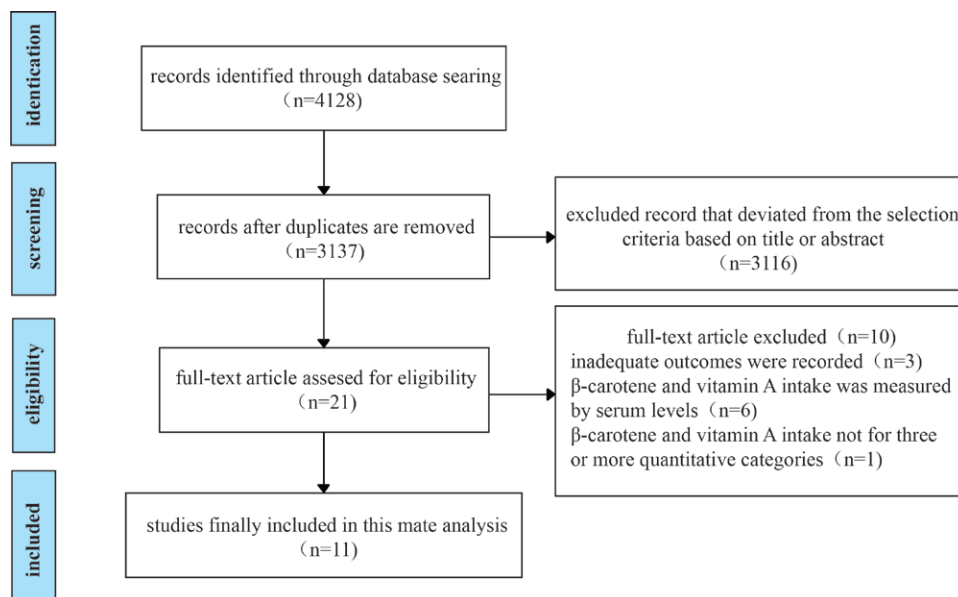 identication
records identified through database searing
（n=4128)
screening
records after duplicates are removed
（n=3137)
excluded record that deviated from the selection
criteria based on title or abstract
（n=3116)
eligibility
full-text article assesed for eligibility
（n=21)
full-text article excluded（n=10)
inadequate outcomes were recorded（n=3)
β-carotene and vitamin A intake was measured
by serum levels（n=6)
β-carotene and vitamin A intake not for three
or more quantitative categories（n=1)
included
studies finally included in this mate analysis
（n=11)